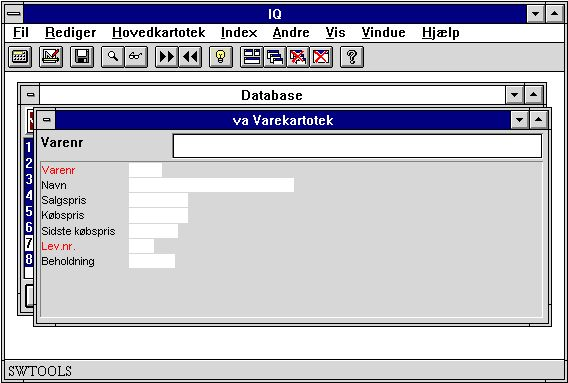 IQ
Fil Rediger Hovedkartotek Index Andre Vis Vindue Hjælp
Database
va Varekartotek
Varenr
1
2
3
4
5
6
7
8
Varenr
Navn
Salgspris
Købspris
Sidste købspris
Lev.nr.
Beholdning
SWTOOLS